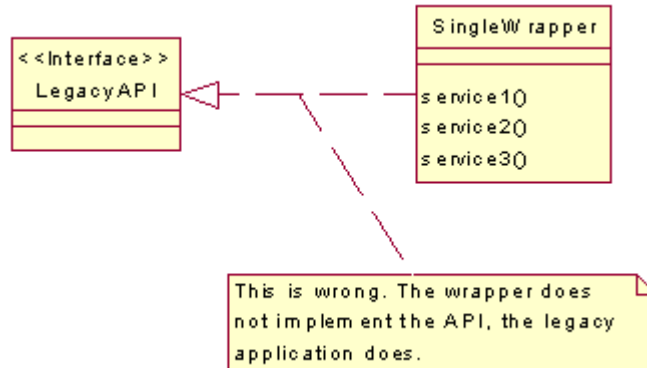 <<Interface>>
LegacyAPI
SingleWrapper
service1()
service2()
service3()
This is wrong. The wrapper does
not implement the API, the legacy
application does.